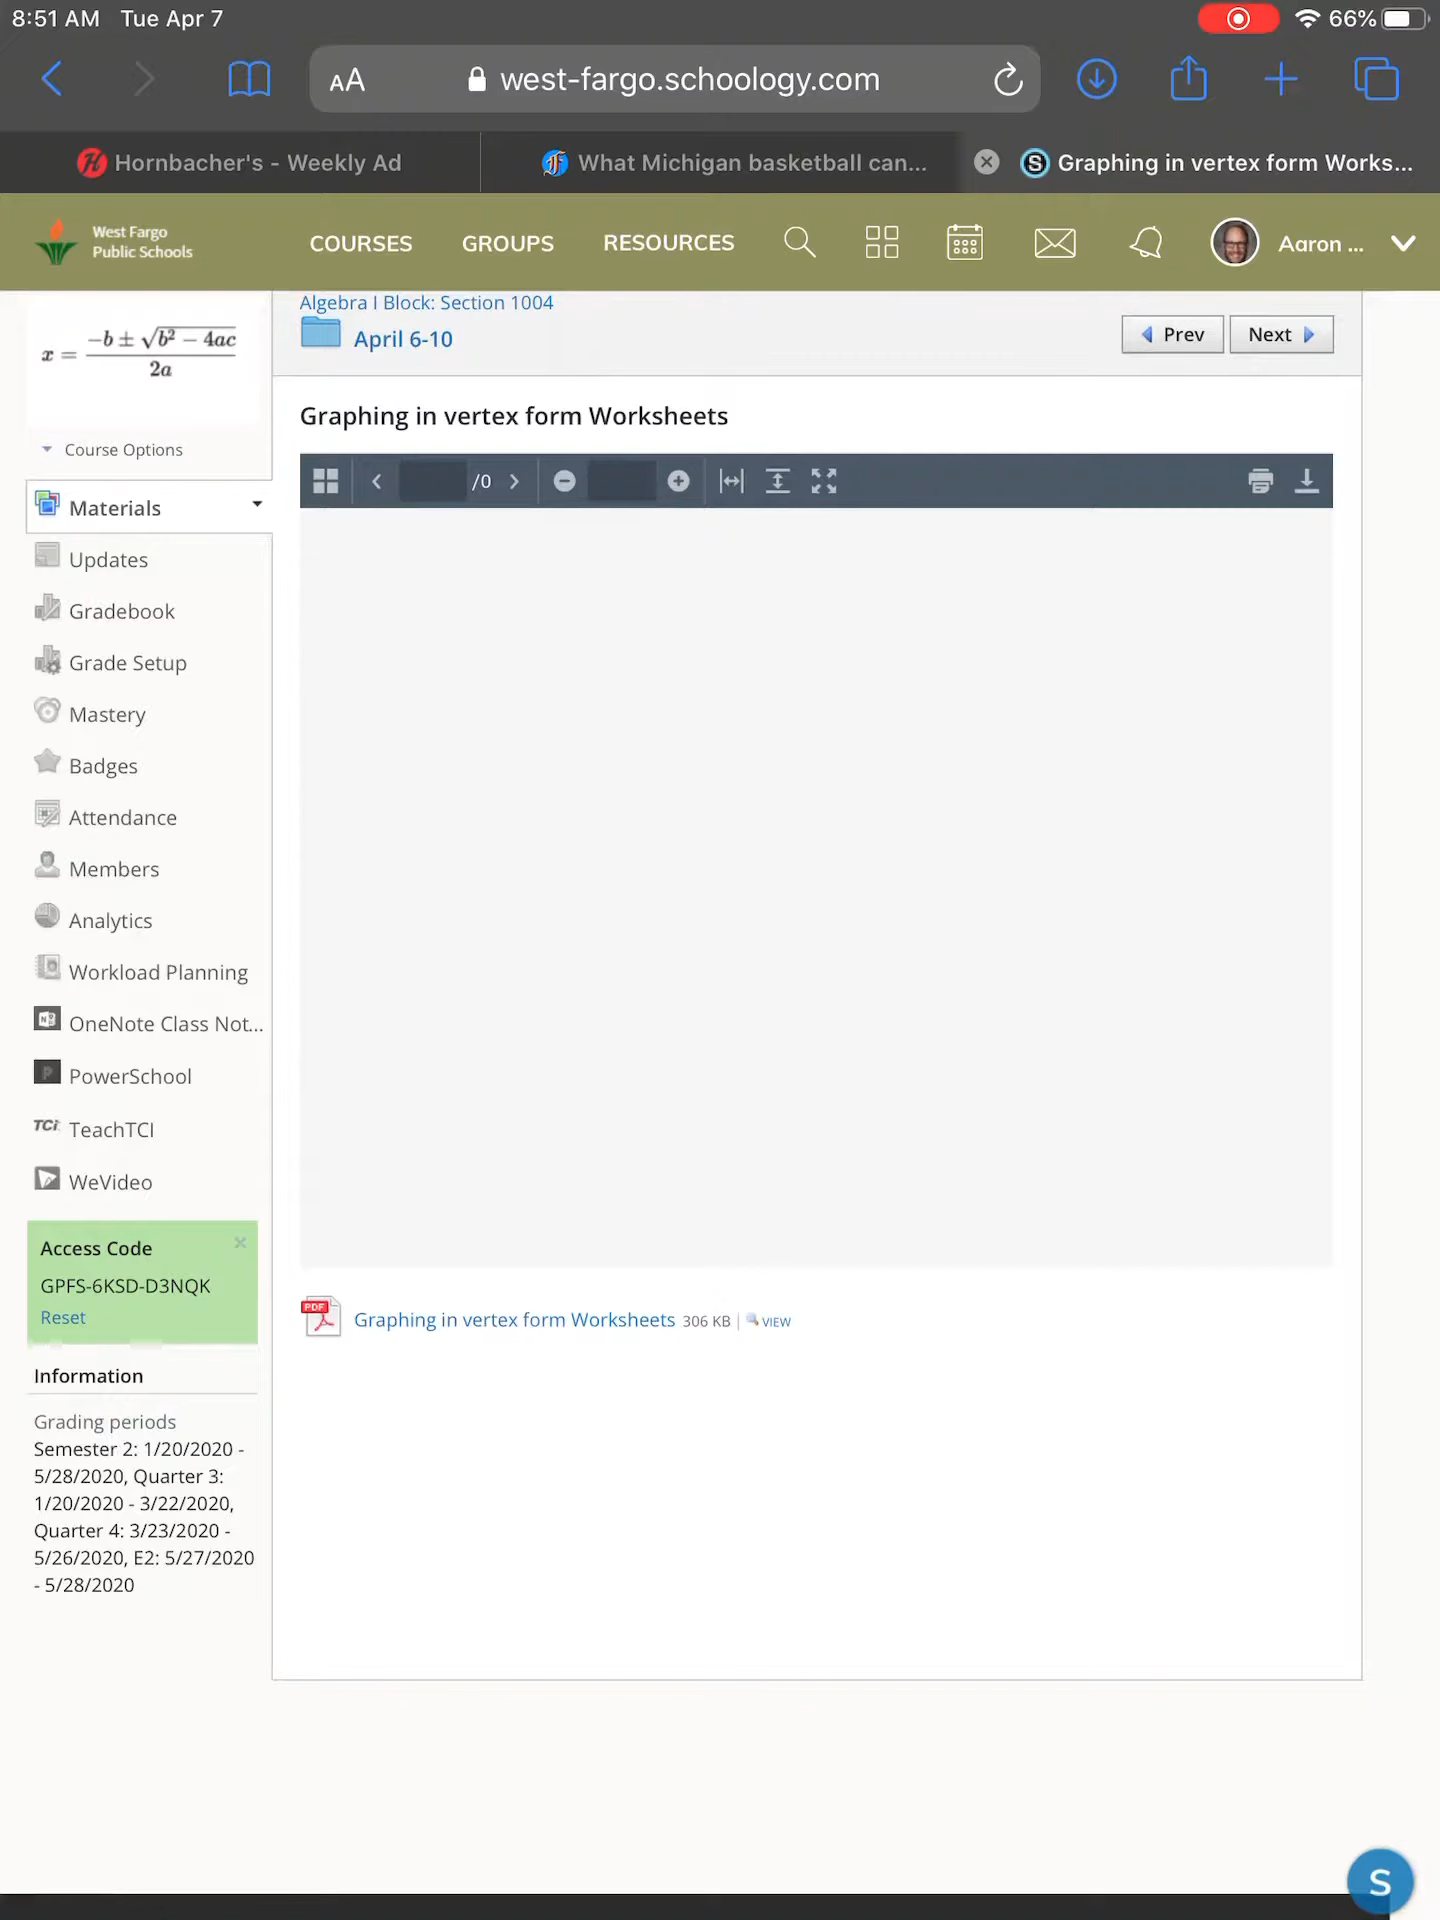 8:51 AM Tue Apr 7
66%
AA west-fargo.schoology.com
Hornbacher's - Weekly Ad
What Michigan basketball can...
Graphing in vertex form Works...
West Fargo
Public Schools
COURSES GROUPS RESOURCES Aaron ...
x = −b ± √b² − 4ac / 2a
Course Options
Materials
Updates
Gradebook
Grade Setup
Mastery
Badges
Attendance
Members
Analytics
Workload Planning
OneNote Class Not...
PowerSchool
TCi TeachTCI
WeVideo
Access Code
GPFS-6KSD-D3NQK
Reset
Information
Grading periods
Semester 2: 1/20/2020 -
5/28/2020, Quarter 3:
1/20/2020 - 3/22/2020,
Quarter 4: 3/23/2020 -
5/26/2020, E2: 5/27/2020
- 5/28/2020
Algebra I Block: Section 1004
April 6-10
Prev Next
Graphing in vertex form Worksheets
/0
PDF Graphing in vertex form Worksheets 306 KB | VIEW
S